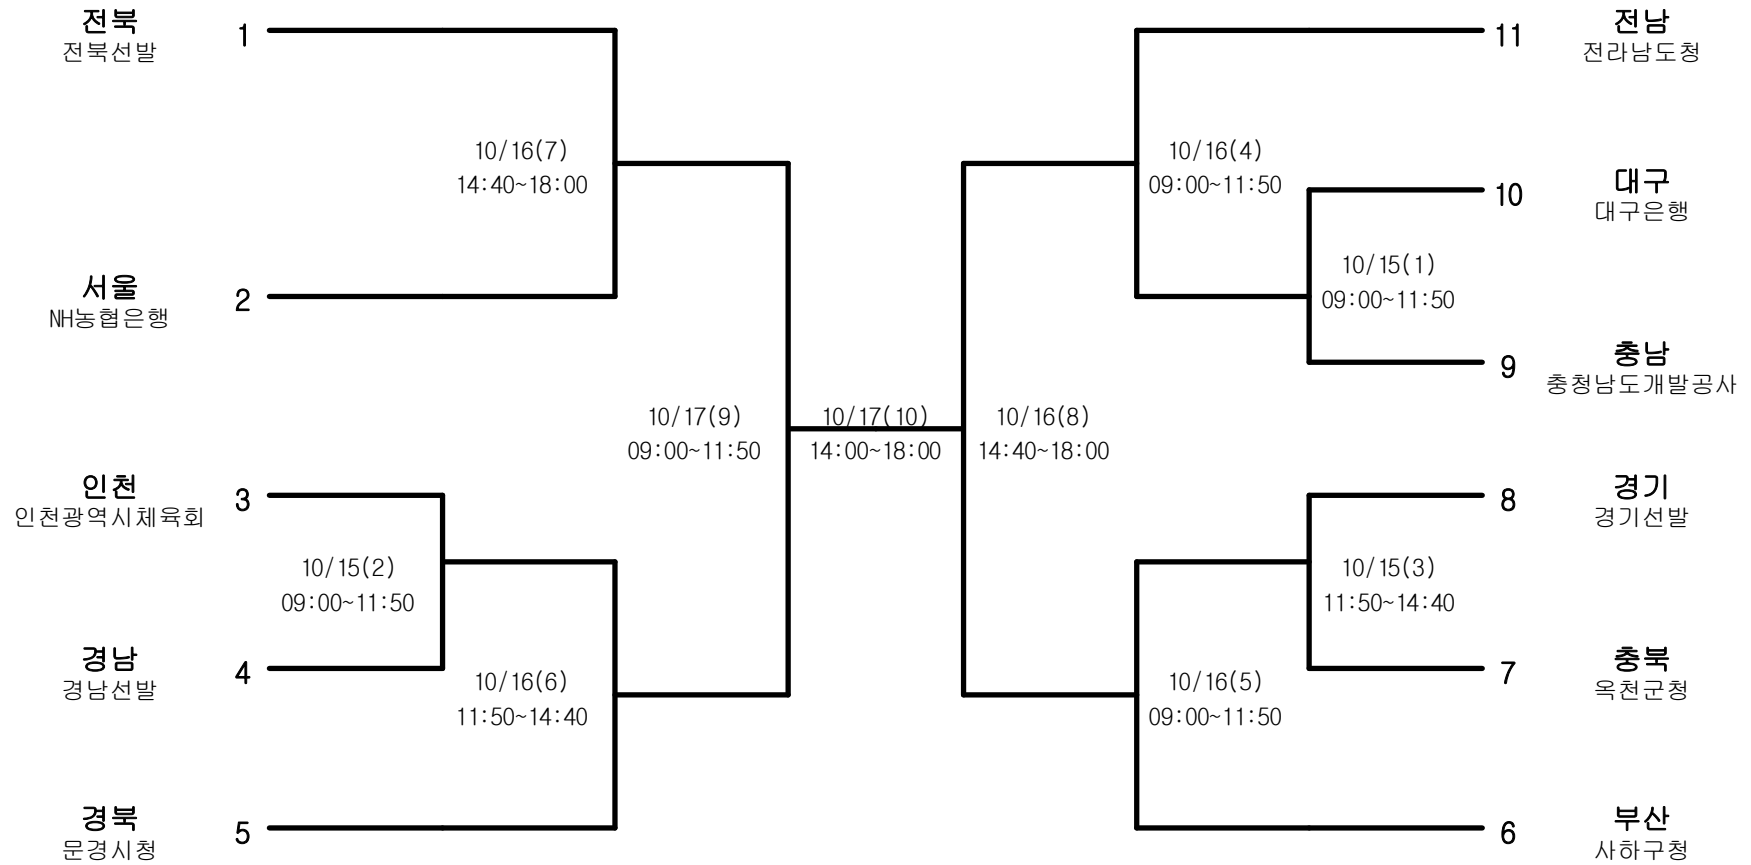 전북
전북선발
1
10/16(7)
14:40~18:00
서울
NH농협은행
2
10/17(9)
09:00~11:50
인천
인천광역시체육회
3
10/15(2)
09:00~11:50
경남
경남선발
4
10/16(6)
11:50~14:40
경북
문경시청
5
10/17(10)
14:00~18:00
11
전남
전라남도청
10/16(4)
09:00~11:50
10
대구
대구은행
10/15(1)
09:00~11:50
9
충남
충청남도개발공사
10/16(8)
14:40~18:00
8
경기
경기선발
10/15(3)
11:50~14:40
7
충북
옥천군청
10/16(5)
09:00~11:50
6
부산
사하구청